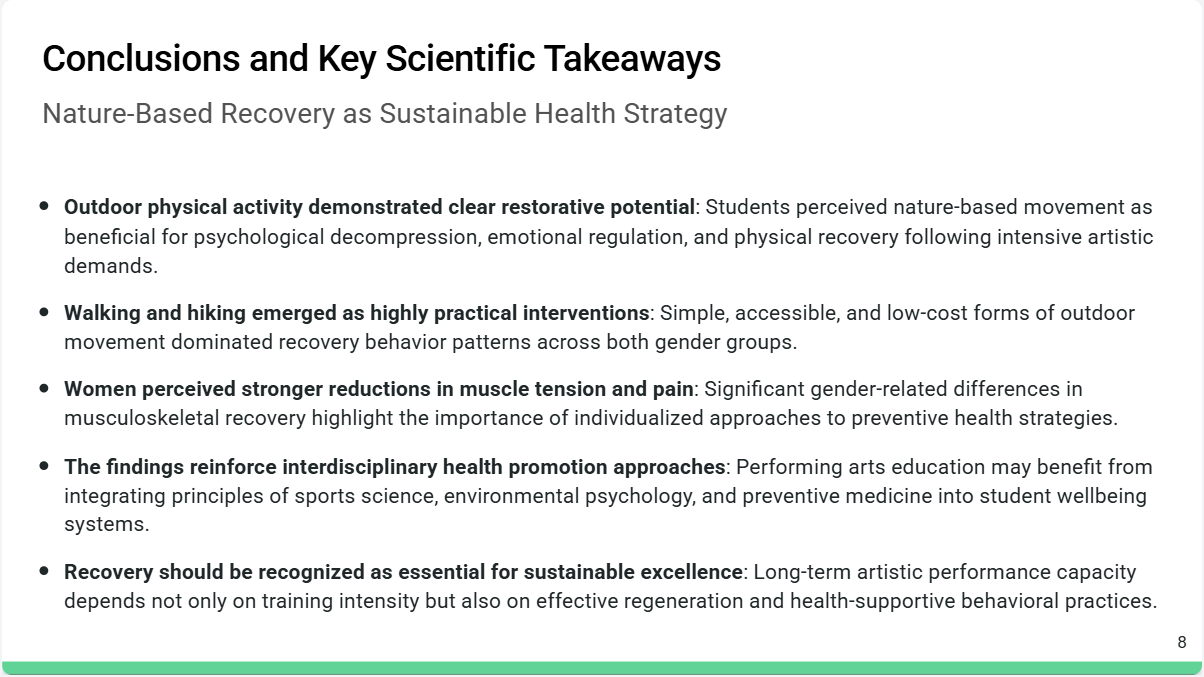 Conclusions and Key Scientific Takeaways
Nature-Based Recovery as Sustainable Health Strategy
• Outdoor physical activity demonstrated clear restorative potential: Students perceived nature-based movement as
beneficial for psychological decompression, emotional regulation, and physical recovery following intensive artistic
demands.
• Walking and hiking emerged as highly practical interventions: Simple, accessible, and low-cost forms of outdoor
movement dominated recovery behavior patterns across both gender groups.
• Women perceived stronger reductions in muscle tension and pain: Significant gender-related differences in
musculoskeletal recovery highlight the importance of individualized approaches to preventive health strategies.
• The findings reinforce interdisciplinary health promotion approaches: Performing arts education may benefit from
integrating principles of sports science, environmental psychology, and preventive medicine into student wellbeing
systems.
• Recovery should be recognized as essential for sustainable excellence: Long-term artistic performance capacity
depends not only on training intensity but also on effective regeneration and health-supportive behavioral practices.
8